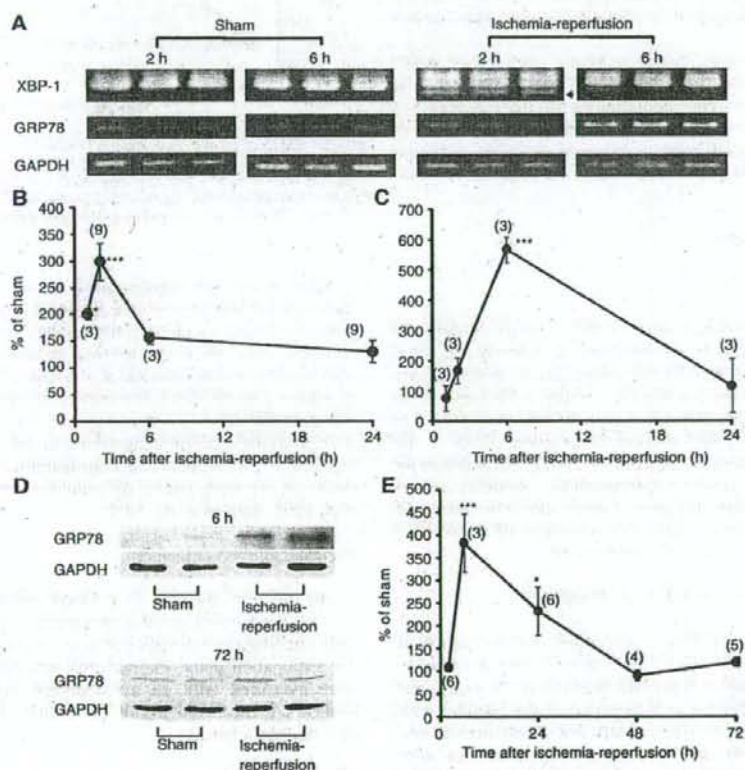 A
Sham
Ischemia-reperfusion
2 h 6 h 2 h 6 h
XBP-1
GRP78
GAPDH
B
400
350
300
250
200
150
100
50
0
% of sham
(3)
(9)
***
(3)
(9)
0 6 12 18 24
Time after ischemia-reperfusion (h)
C
700
600
500
400
300
200
100
0
(3)
(3)
(3)
***
(3)
0 6 12 18 24
Time after ischemia-reperfusion (h)
D
6 h
GRP78
GAPDH
Sham
Ischemia-
reperfusion
72 h
GRP78
GAPDH
Sham
Ischemia-
reperfusion
E
500
450
400
350
300
250
200
150
100
50
0
% of sham
(6)
***
(3)
*
(6)
(4)
(5)
0 24 48 72
Time after ischemia-reperfusion (h)